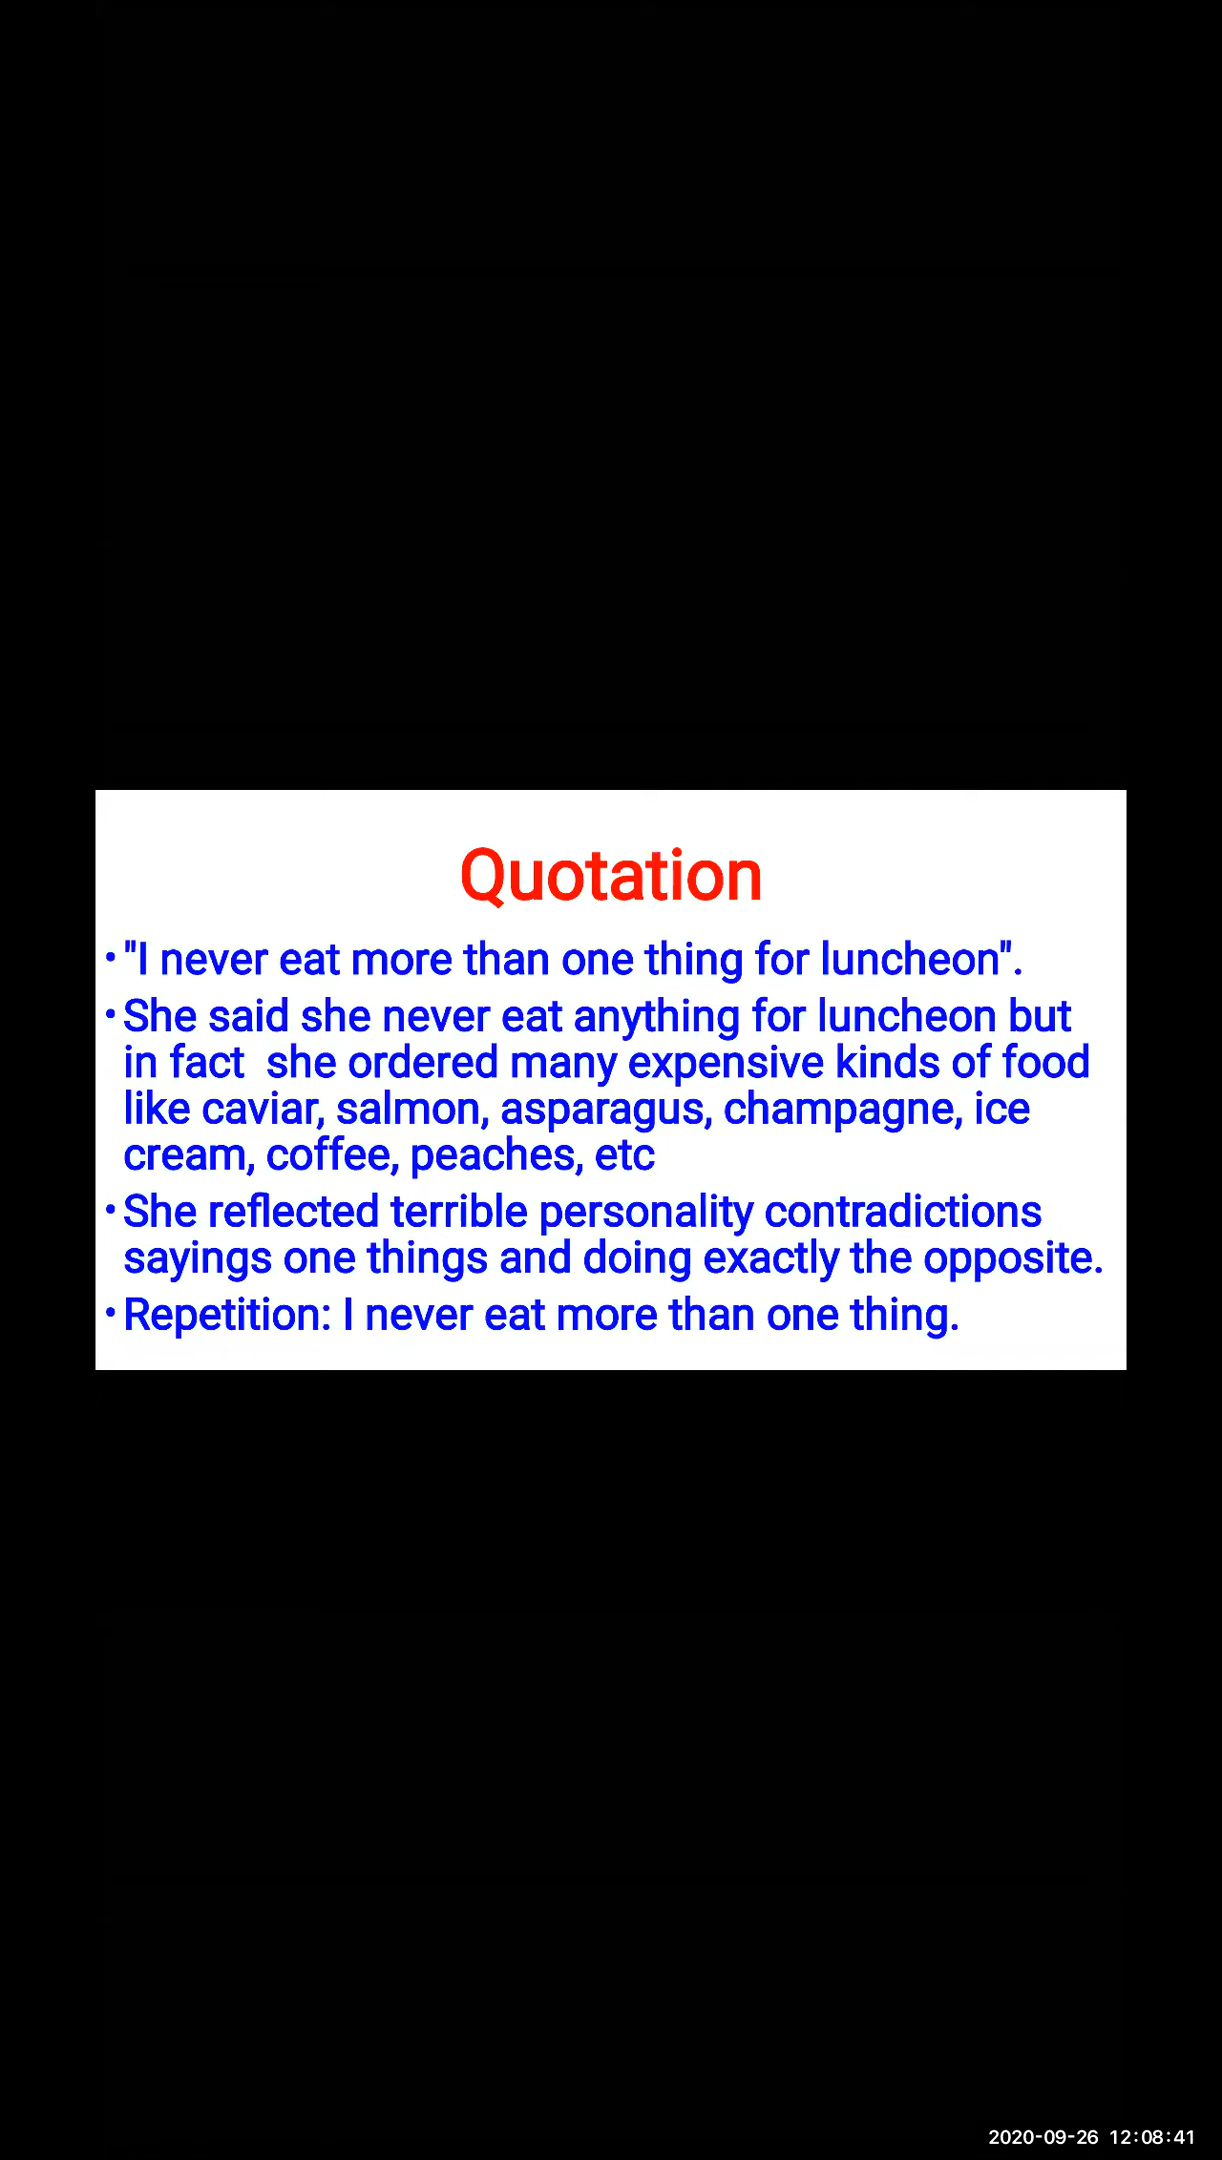 Quotation
• "I never eat more than one thing for luncheon".
• She said she never eat anything for luncheon but
in fact  she ordered many expensive kinds of food
like caviar, salmon, asparagus, champagne, ice
cream, coffee, peaches, etc
• She reflected terrible personality contradictions
sayings one things and doing exactly the opposite.
• Repetition: I never eat more than one thing.
2020-09-26 12:08:41